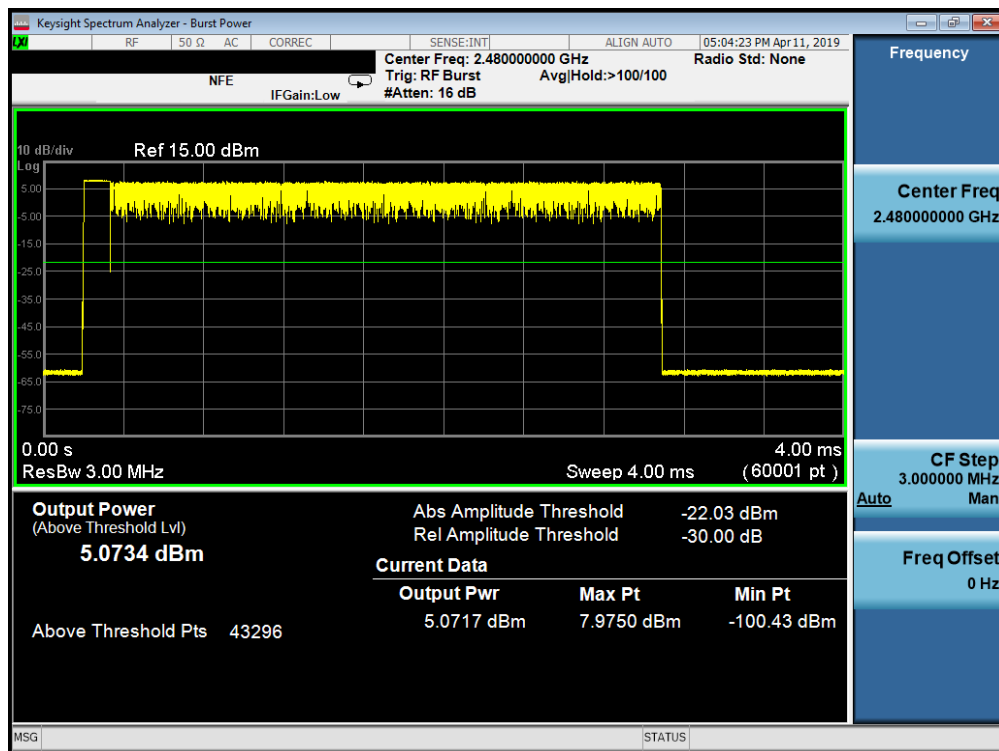 Keysight Spectrum Analyzer - Burst Power
LXI RF 50 Ω AC CORREC SENSE:INT ALIGN AUTO 05:04:23 PM Apr 11, 2019
Center Freq: 2.480000000 GHz Radio Std: None
NFE Trig: RF Burst Avg|Hold:>100/100
IFGain:Low #Atten: 16 dB
10 dB/div Ref 15.00 dBm
Log
5.00
-5.00
-15.0
-25.0
-35.0
-45.0
-55.0
-65.0
-75.0
0.00 s 4.00 ms
ResBw 3.00 MHz Sweep 4.00 ms (60001 pt )
Output Power
(Above Threshold Lvl)
5.0734 dBm
Above Threshold Pts 43296
Abs Amplitude Threshold -22.03 dBm
Rel Amplitude Threshold -30.00 dB
Current Data
Output Pwr Max Pt Min Pt
5.0717 dBm 7.9750 dBm -100.43 dBm
MSG STATUS
Frequency
Center Freq
2.480000000 GHz
CF Step
3.000000 MHz
Auto Man
Freq Offset
0 Hz